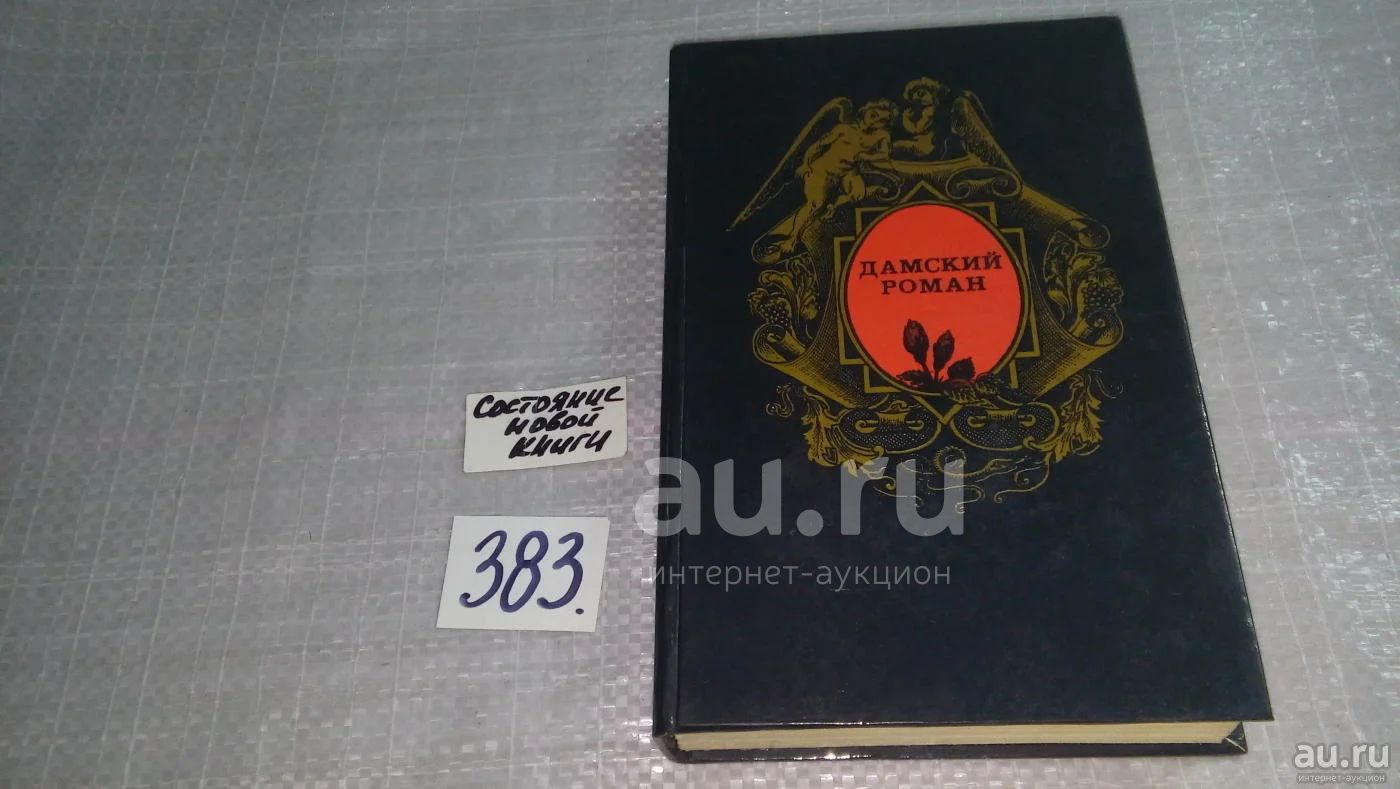 ДАМСКИЙ
РОМАН
Состояние
новой
книги
383.
au.ru
интернет-аукцион
au.ru
интернет-аукцион